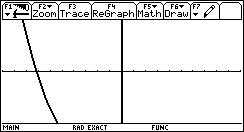 F1 F2 Zoom F3 Trace F4 ReGraph F5 Math F6 Draw F7
MAIN RAD EXACT FUNC